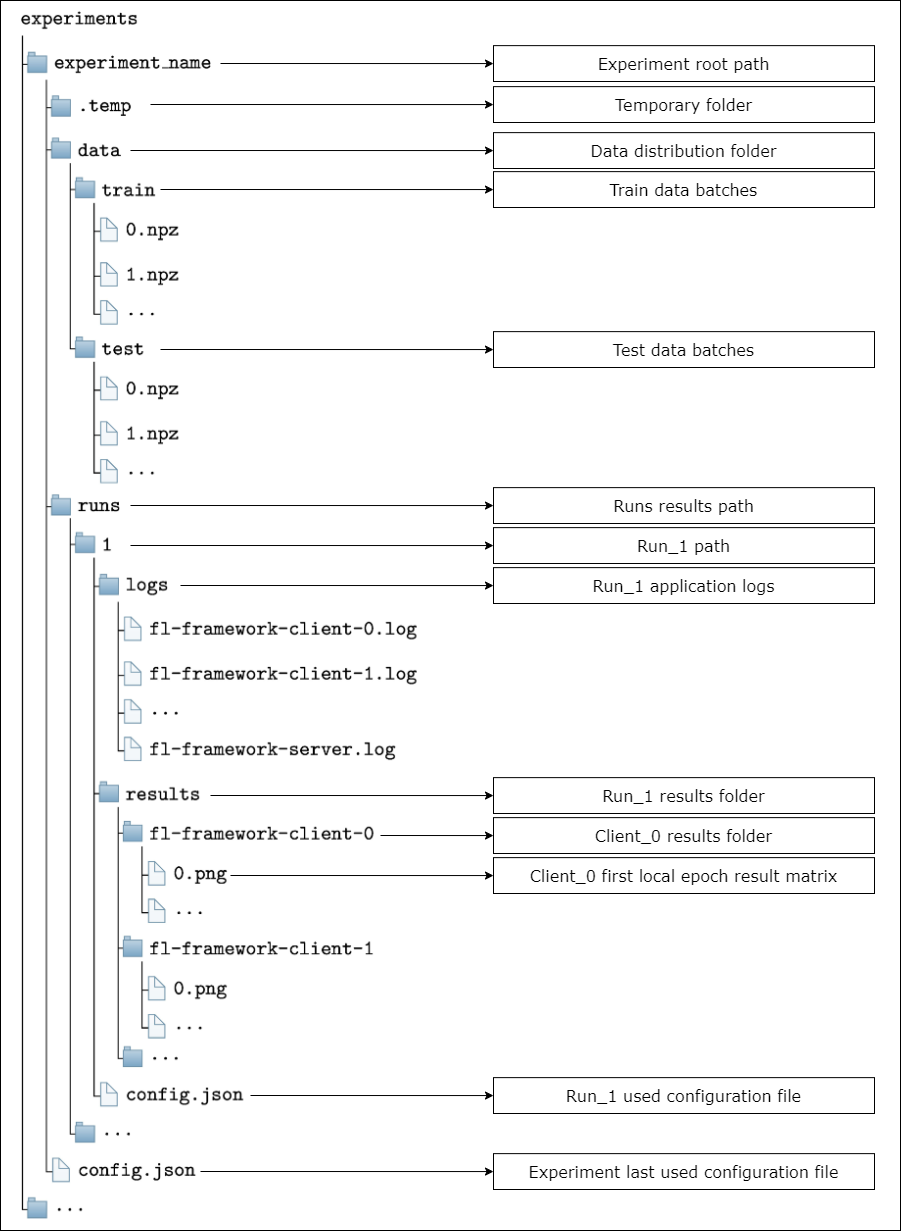 experiments
experiment_name Experiment root path
.temp Temporary folder
data Data distribution folder
train Train data batches
0.npz
1.npz
...
test Test data batches
0.npz
1.npz
...
runs Runs results path
1 Run_1 path
logs Run_1 application logs
fl-framework-client-0.log
fl-framework-client-1.log
...
fl-framework-server.log
results Run_1 results folder
fl-framework-client-0 Client_0 results folder
0.png Client_0 first local epoch result matrix
...
fl-framework-client-1
0.png
...
...
config.json Run_1 used configuration file
...
config.json Experiment last used configuration file
...